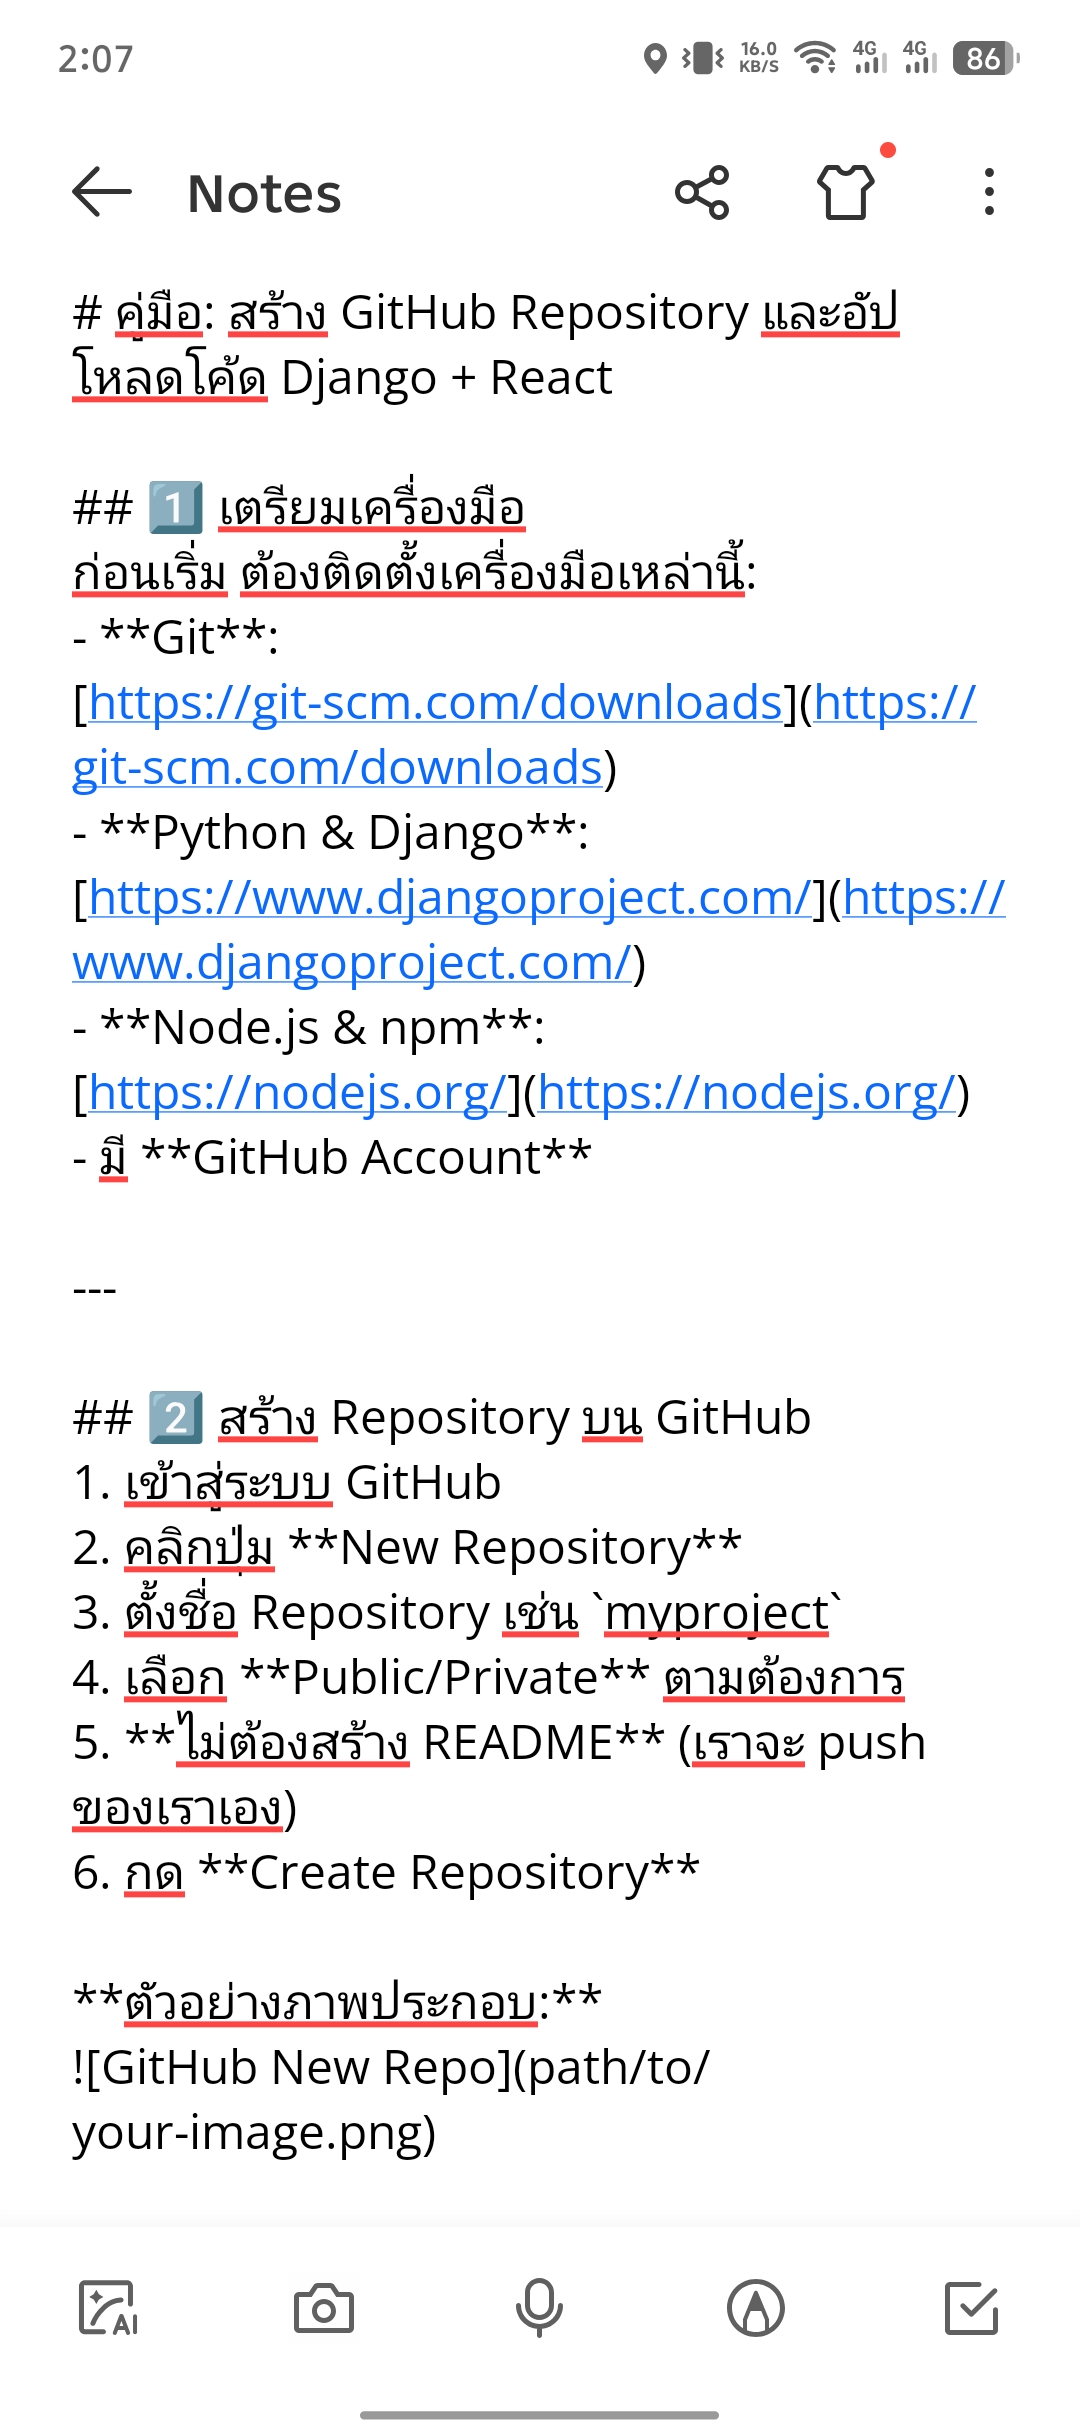 2:07
16.0 KB/S 4G 4G 86
Notes
# คู่มือ: สร้าง GitHub Repository และอัป
โหลดโค้ด Django + React
## 1️⃣ เตรียมเครื่องมือ
ก่อนเริ่ม ต้องติดตั้งเครื่องมือเหล่านี้:
- **Git**:
[https://git-scm.com/downloads](https://
git-scm.com/downloads)
- **Python & Django**:
[https://www.djangoproject.com/](https://
www.djangoproject.com/)
- **Node.js & npm**:
[https://nodejs.org/](https://nodejs.org/)
- มี **GitHub Account**
---
## 2️⃣ สร้าง Repository บน GitHub
1. เข้าสู่ระบบ GitHub
2. คลิกปุ่ม **New Repository**
3. ตั้งชื่อ Repository เช่น `myproject`
4. เลือก **Public/Private** ตามต้องการ
5. **ไม่ต้องสร้าง README** (เราจะ push
ของเราเอง)
6. กด **Create Repository**
**ตัวอย่างภาพประกอบ:**
![GitHub New Repo](path/to/
your-image.png)
AI